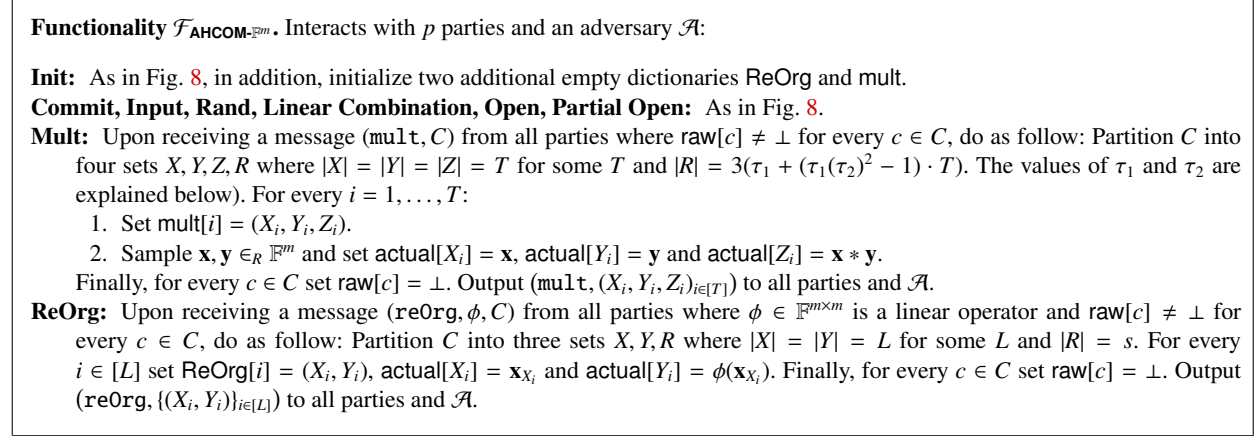 Functionality ℱ_AHCOM-𝔽^m. Interacts with p parties and an adversary 𝒜:
Init: As in Fig. 8, in addition, initialize two additional empty dictionaries ReOrg and mult.
Commit, Input, Rand, Linear Combination, Open, Partial Open: As in Fig. 8.
Mult: Upon receiving a message (mult, C) from all parties where raw[c] ≠ ⊥ for every c ∈ C, do as follow: Partition C into
four sets X, Y, Z, R where |X| = |Y| = |Z| = T for some T and |R| = 3(τ₁ + (τ₁(τ₂)² − 1) · T). The values of τ₁ and τ₂ are
explained below). For every i = 1, . . . , T:
1. Set mult[i] = (X_i, Y_i, Z_i).
2. Sample x, y ∈_R 𝔽^m and set actual[X_i] = x, actual[Y_i] = y and actual[Z_i] = x ∗ y.
Finally, for every c ∈ C set raw[c] = ⊥. Output (mult, (X_i, Y_i, Z_i)_{i∈[T]}) to all parties and 𝒜.
ReOrg: Upon receiving a message (reOrg, ϕ, C) from all parties where ϕ ∈ 𝔽^{m×m} is a linear operator and raw[c] ≠ ⊥ for
every c ∈ C, do as follow: Partition C into three sets X, Y, R where |X| = |Y| = L for some L and |R| = s. For every
i ∈ [L] set ReOrg[i] = (X_i, Y_i), actual[X_i] = x_{X_i} and actual[Y_i] = ϕ(x_{X_i}). Finally, for every c ∈ C set raw[c] = ⊥. Output
(reOrg, {(X_i, Y_i)}_{i∈[L]}) to all parties and 𝒜.